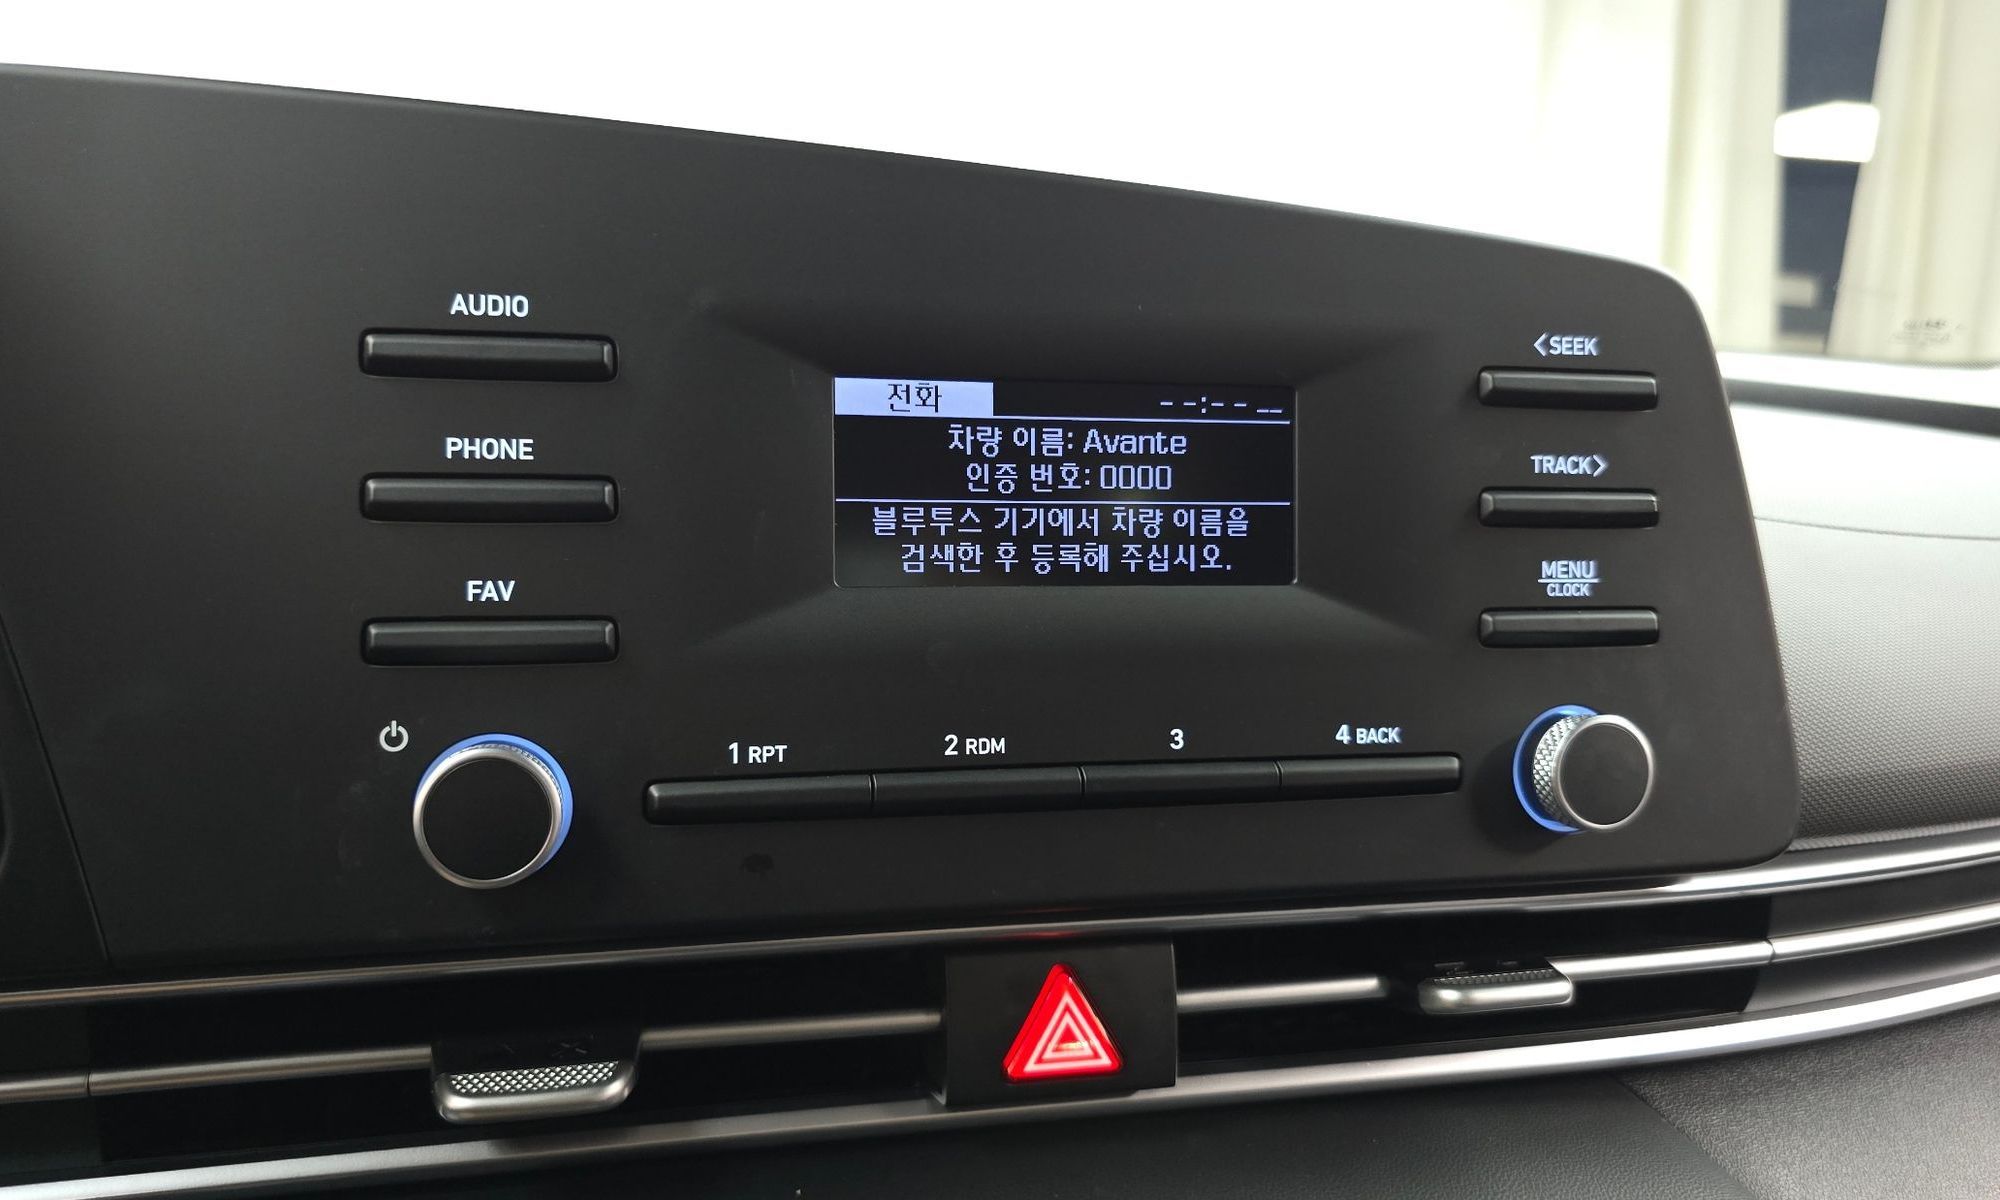 AUDIO
PHONE
FAV
전화 --:-- __
차량 이름: Avante
인증 번호: 0000
블루투스 기기에서 차량 이름을
검색한 후 등록해 주십시오.
<SEEK
TRACK>
MENU
CLOCK
1 RPT
2 RDM
3
4 BACK